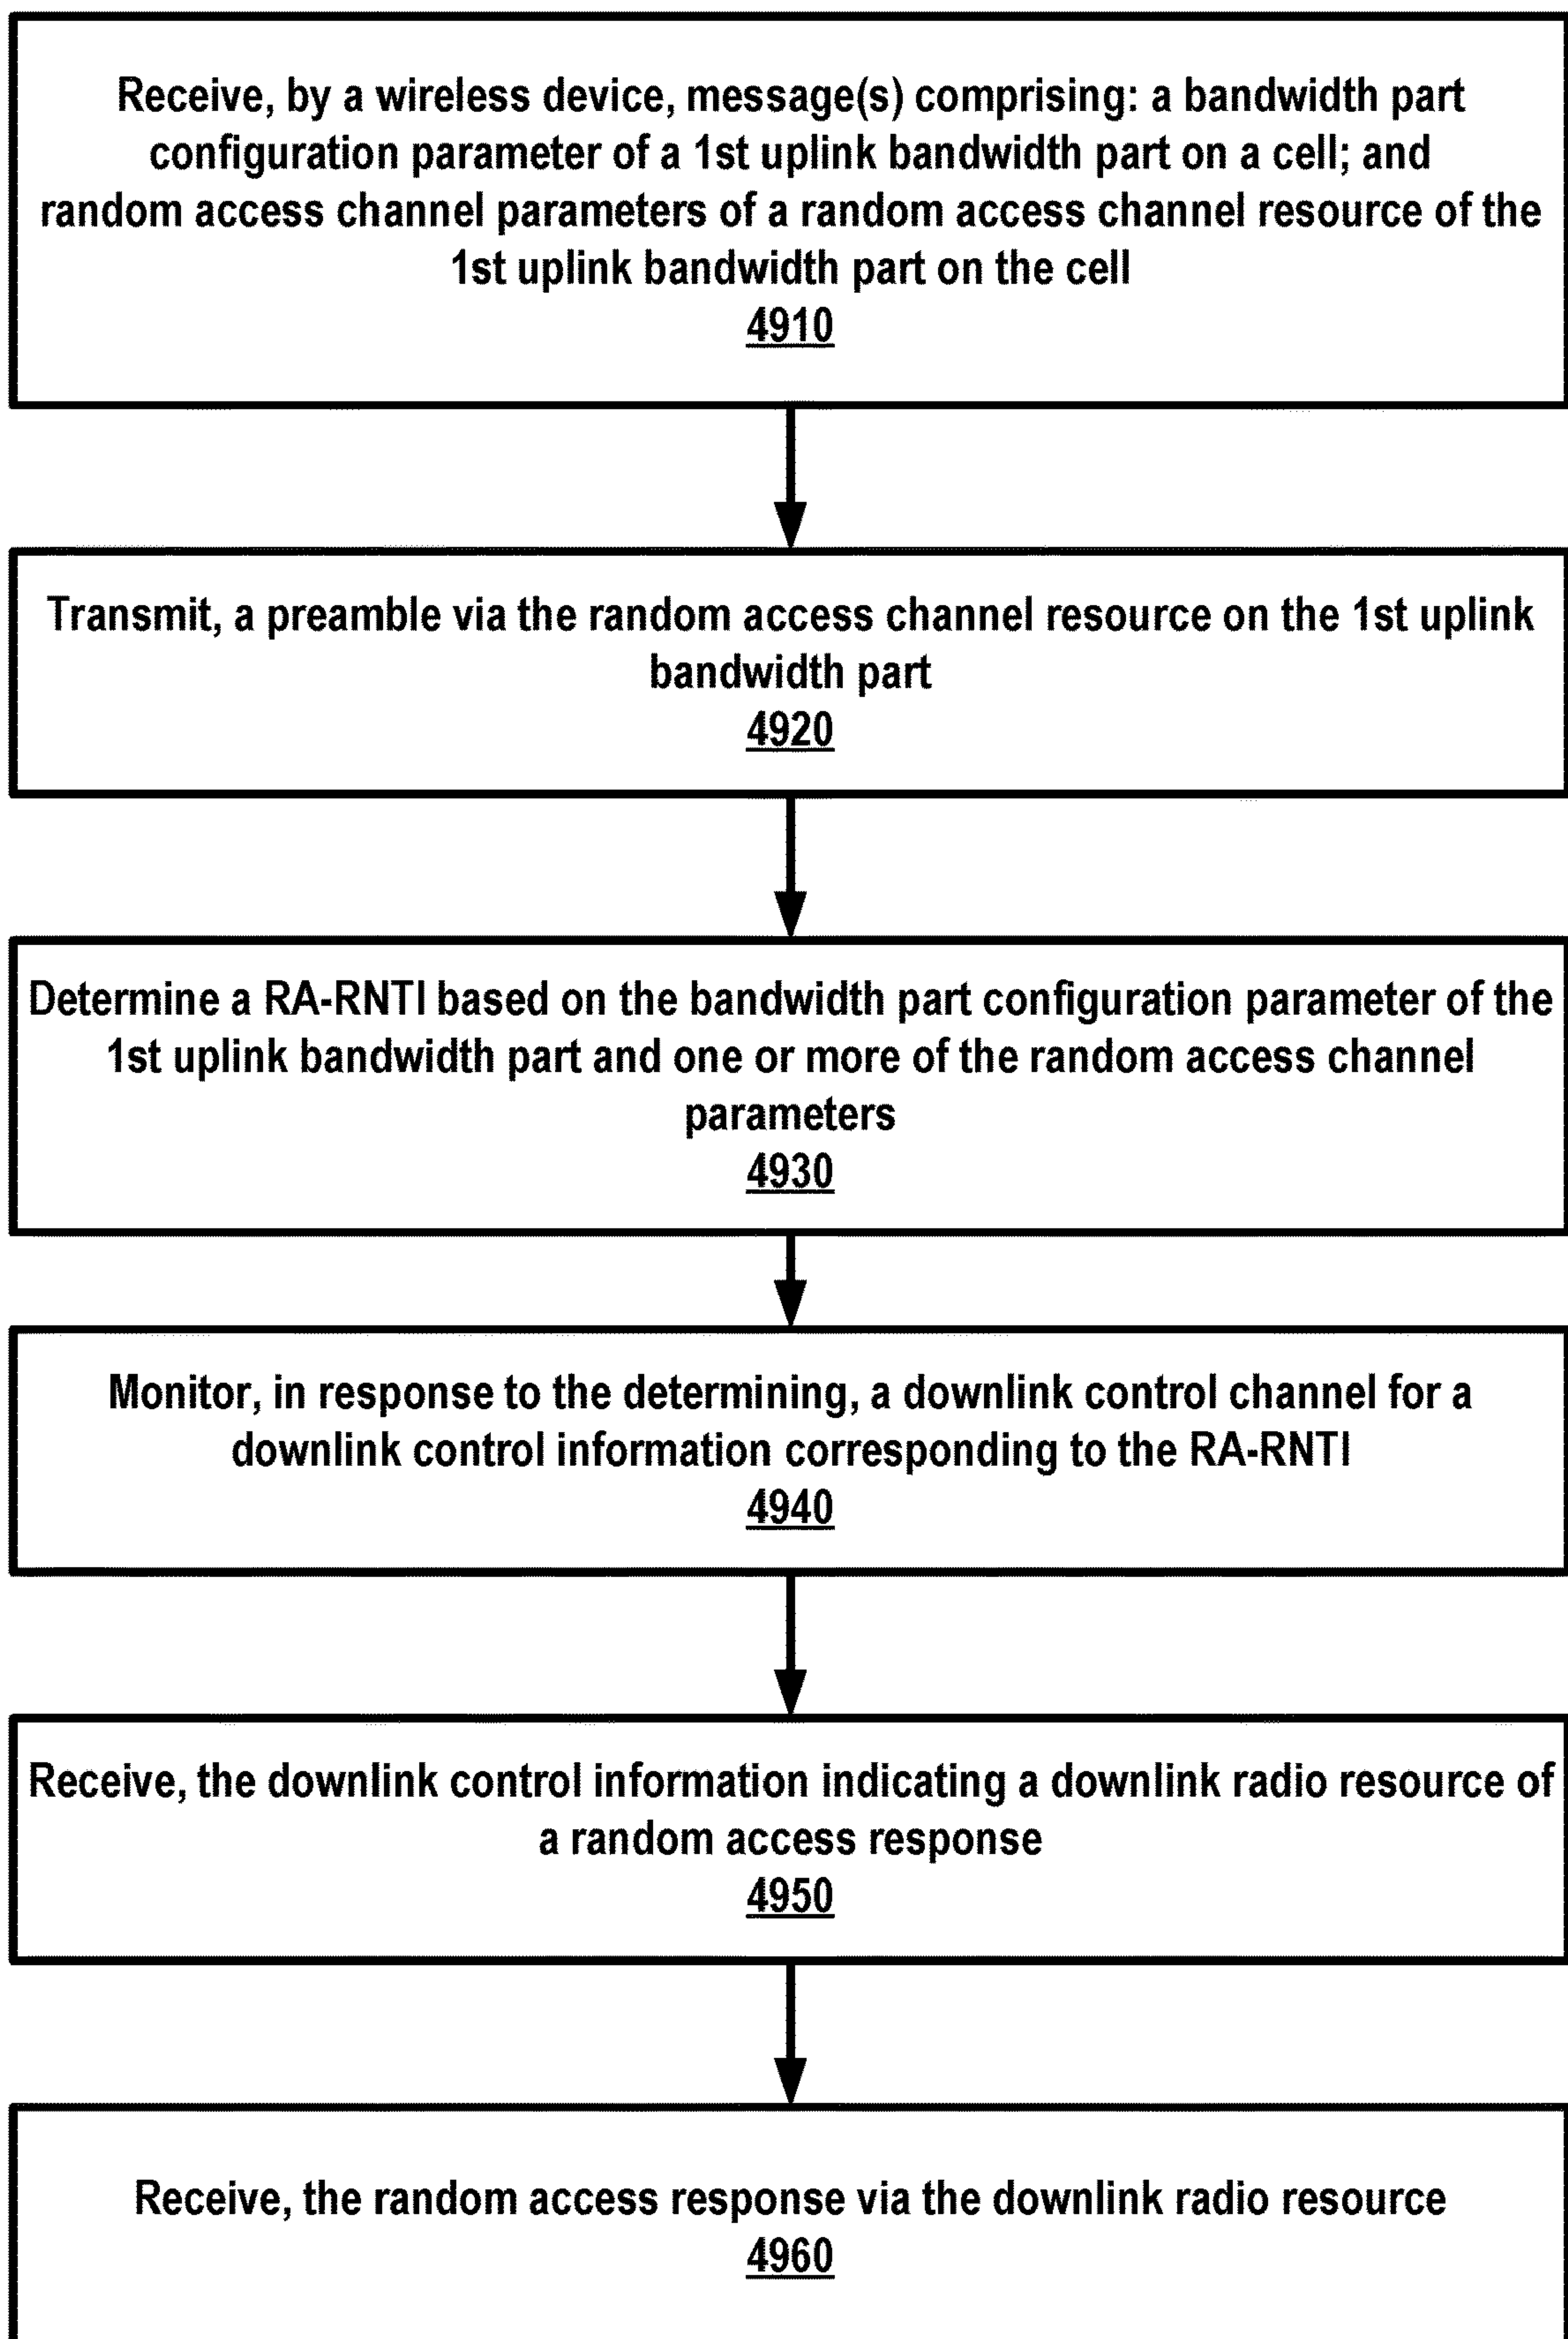 Receive, by a wireless device, message(s) comprising: a bandwidth part
configuration parameter of a 1st uplink bandwidth part on a cell; and
random access channel parameters of a random access channel resource of the
1st uplink bandwidth part on the cell
4910
Transmit, a preamble via the random access channel resource on the 1st uplink
bandwidth part
4920
Determine a RA-RNTI based on the bandwidth part configuration parameter of the
1st uplink bandwidth part and one or more of the random access channel
parameters
4930
Monitor, in response to the determining, a downlink control channel for a
downlink control information corresponding to the RA-RNTI
4940
Receive, the downlink control information indicating a downlink radio resource of
a random access response
4950
Receive, the random access response via the downlink radio resource
4960